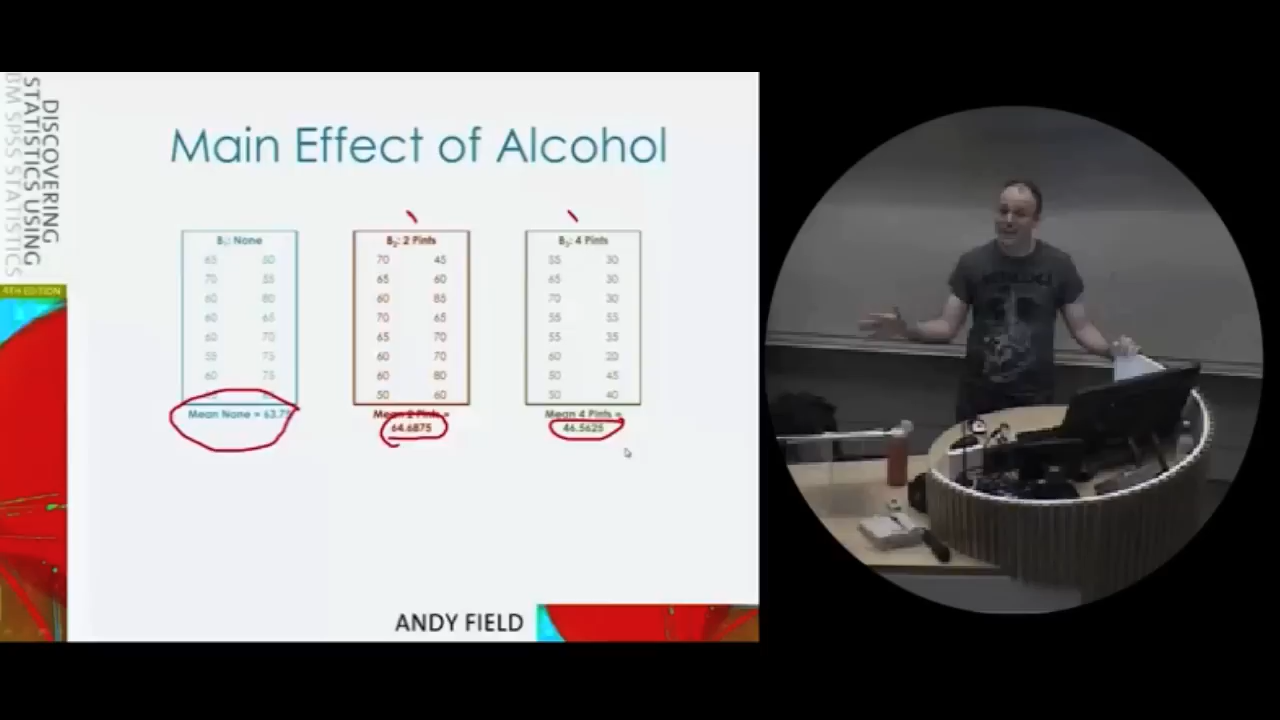 DISCOVERING
STATISTICS USING
IBM SPSS STATISTICS
4TH EDITION
Main Effect of Alcohol
B1: None
65 50
70 55
60 80
60 65
60 70
55 75
60 75
Mean None = 63.75
B2: 2 Pints
70 45
65 60
60 85
70 65
65 70
60 70
60 80
50 60
Mean 2 Pints =
64.6875
B3: 4 Pints
55 30
65 30
70 30
55 55
55 35
60 20
50 45
50 40
Mean 4 Pints =
46.5625
ANDY FIELD